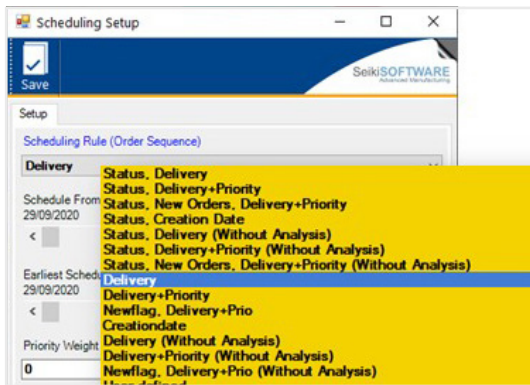 Scheduling Setup
Save
SeikiSOFTWARE
Advanced Manufacturing
Setup
Scheduling Rule (Order Sequence)
Delivery
Status, Delivery
Status, Delivery+Priority
Status, New Orders, Delivery+Priority
Status, Creation Date
Status, Delivery (Without Analysis)
Status, Delivery+Priority (Without Analysis)
Status, New Orders, Delivery+Priority (Without Analysis)
Delivery
Delivery+Priority
Newflag, Delivery+Prio
Creationdate
Delivery (Without Analysis)
Delivery+Priority (Without Analysis)
Newflag, Delivery+Prio (Without Analysis)
User defined
Schedule From
29/09/2020
Earliest Schedu
29/09/2020
Priority Weight
0